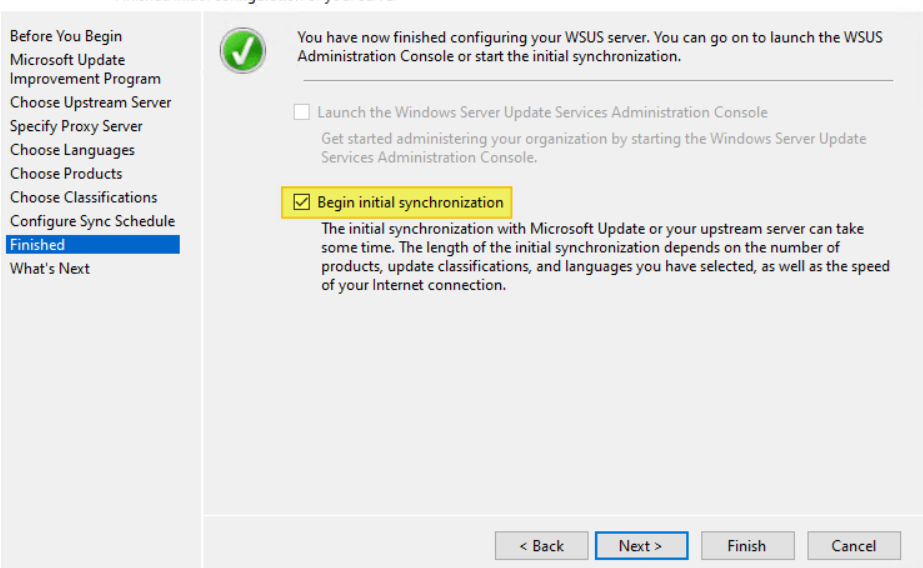 Before You Begin
Microsoft Update
Improvement Program
Choose Upstream Server
Specify Proxy Server
Choose Languages
Choose Products
Choose Classifications
Configure Sync Schedule
Finished
What's Next
You have now finished configuring your WSUS server. You can go on to launch the WSUS
Administration Console or start the initial synchronization.
Launch the Windows Server Update Services Administration Console
Get started administering your organization by starting the Windows Server Update
Services Administration Console.
Begin initial synchronization
The initial synchronization with Microsoft Update or your upstream server can take
some time. The length of the initial synchronization depends on the number of
products, update classifications, and languages you have selected, as well as the speed
of your Internet connection.
< Back
Next >
Finish
Cancel